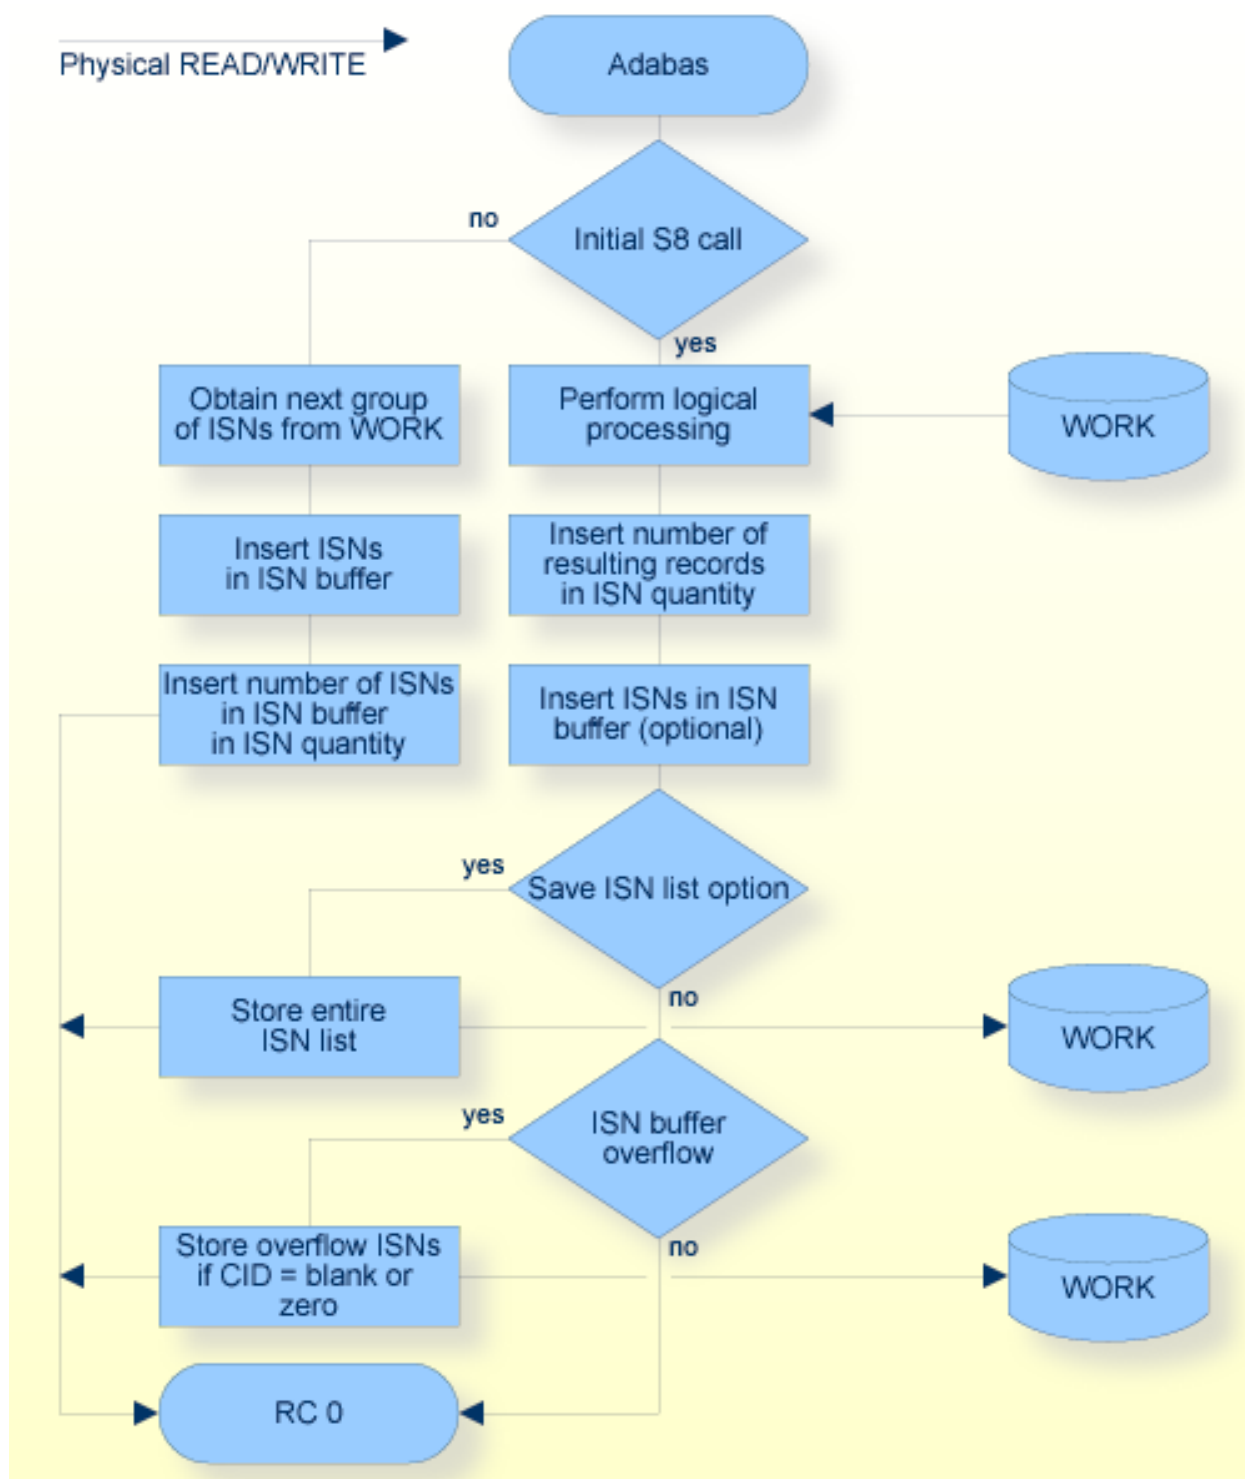 Physical READ/WRITE
Adabas
no
Initial S8 call
yes
Obtain next group
of ISNs from WORK
Perform logical
processing
WORK
Insert ISNs
in ISN buffer
Insert number of
resulting records
in ISN quantity
Insert number of ISNs
in ISN buffer
in ISN quantity
Insert ISNs in ISN
buffer (optional)
yes
Save ISN list option
no
Store entire
ISN list
WORK
yes
ISN buffer
overflow
no
Store overflow ISNs
if CID = blank or
zero
WORK
RC 0